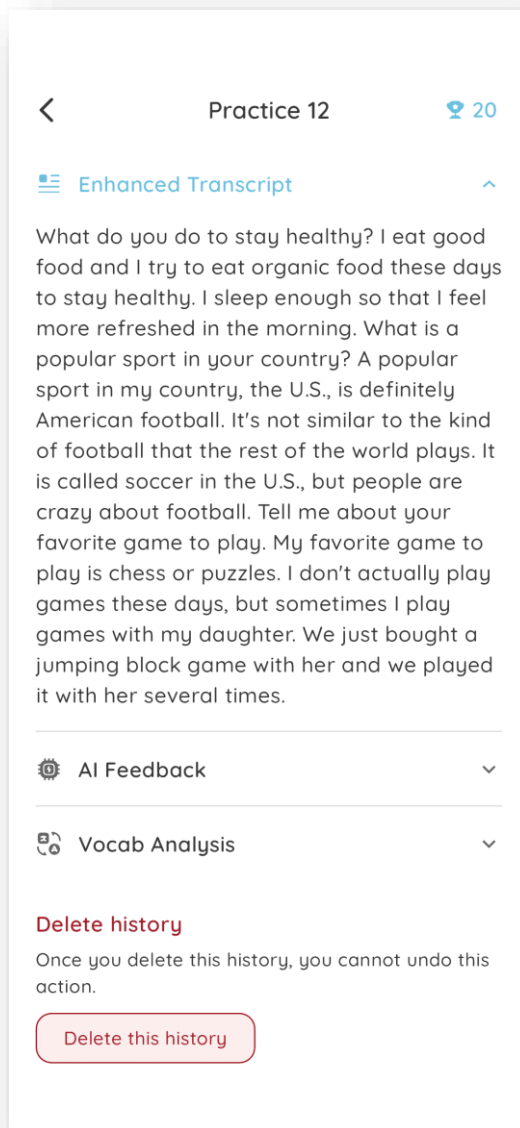 Practice 12
20
Enhanced Transcript
What do you do to stay healthy? I eat good
food and I try to eat organic food these days
to stay healthy. I sleep enough so that I feel
more refreshed in the morning. What is a
popular sport in your country? A popular
sport in my country, the U.S., is definitely
American football. It's not similar to the kind
of football that the rest of the world plays. It
is called soccer in the U.S., but people are
crazy about football. Tell me about your
favorite game to play. My favorite game to
play is chess or puzzles. I don't actually play
games these days, but sometimes I play
games with my daughter. We just bought a
jumping block game with her and we played
it with her several times.
AI Feedback
Vocab Analysis
Delete history
Once you delete this history, you cannot undo this
action.
Delete this history